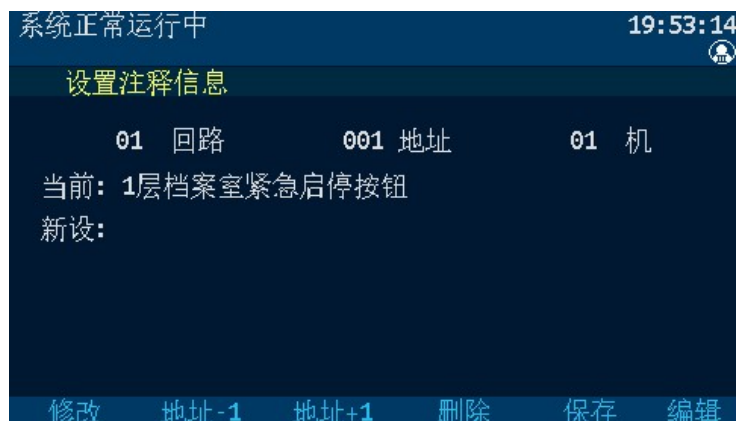 系统正常运行中 19:53:14
设置注释信息
01 回路 001 地址 01 机
当前: 1层档案室紧急启停按钮
新设:
修改 地址-1 地址+1 删除 保存 编辑